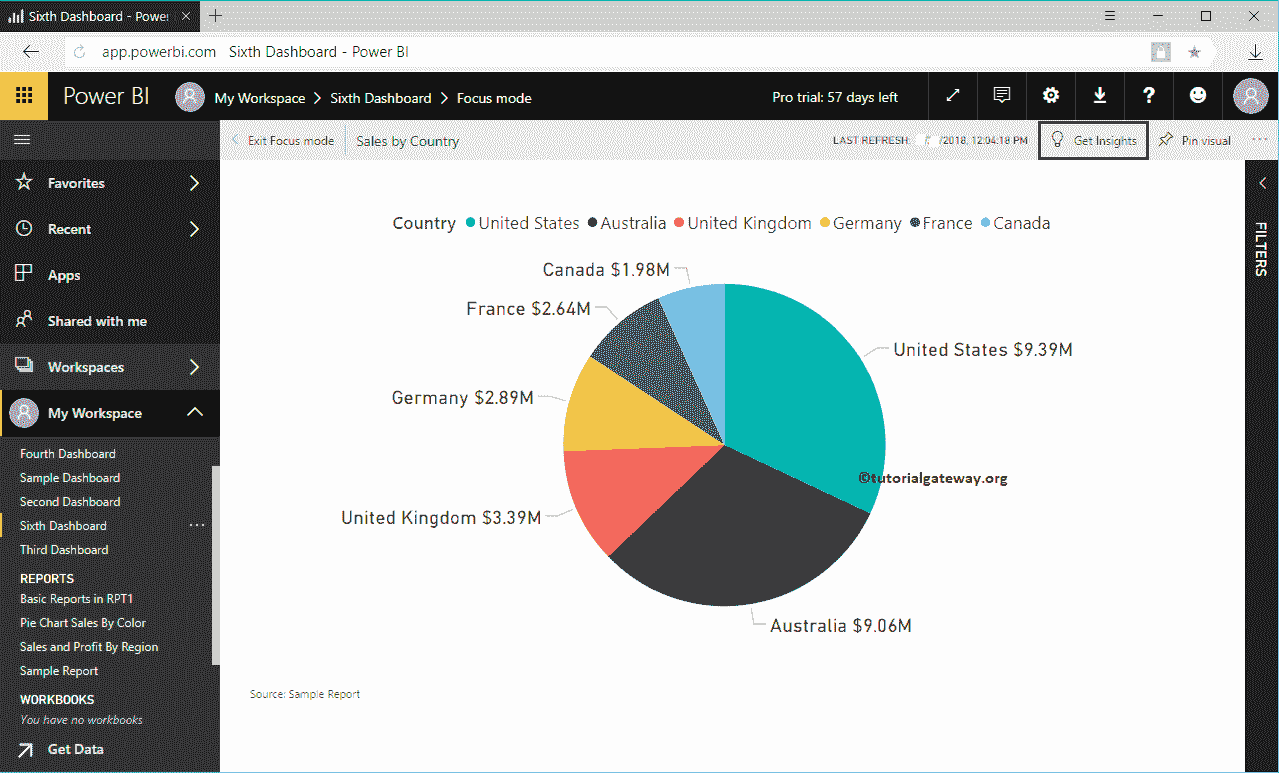 Sixth Dashboard - Power
app.powerbi.com Sixth Dashboard - Power BI
Power BI My Workspace > Sixth Dashboard > Focus mode Pro trial: 57 days left ?
Exit Focus mode Sales by Country LAST REFRESH: /2018, 12:04:18 PM Get Insights Pin visual ...
Favorites
Recent
Apps
Shared with me
Workspaces
My Workspace
Fourth Dashboard
Sample Dashboard
Second Dashboard
Sixth Dashboard ...
Third Dashboard
REPORTS
Basic Reports in RPT1
Pie Chart Sales By Color
Sales and Profit By Region
Sample Report
WORKBOOKS
You have no workbooks
Get Data
Country United States Australia United Kingdom Germany France Canada
Canada $1.98M
France $2.64M
United States $9.39M
Germany $2.89M
©tutorialgateway.org
United Kingdom $3.39M
Australia $9.06M
Source: Sample Report
FILTERS